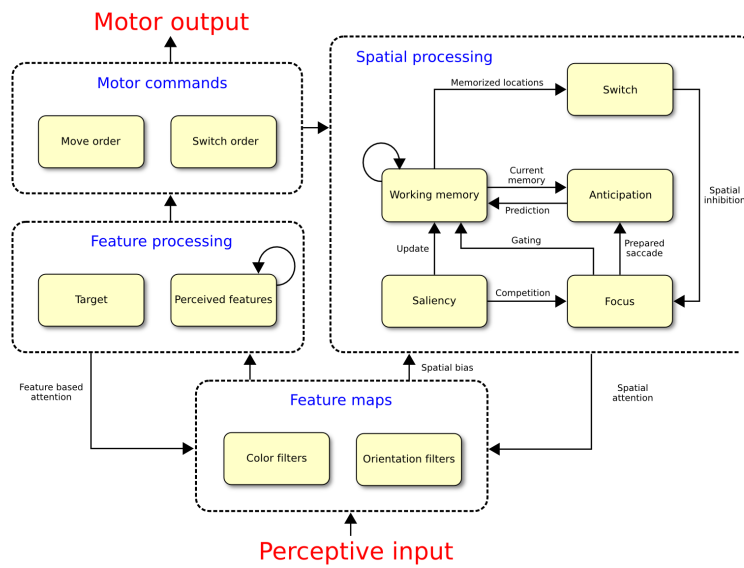 Motor output
Motor commands
Move order
Switch order
Spatial processing
Memorized locations
Switch
Working memory
Current
memory
Prediction
Anticipation
Spatial
inhibition
Update
Gating
Prepared
saccade
Saliency
Competition
Focus
Feature processing
Target
Perceived features
Feature based
attention
Spatial bias
Spatial
attention
Feature maps
Color filters
Orientation filters
Perceptive input